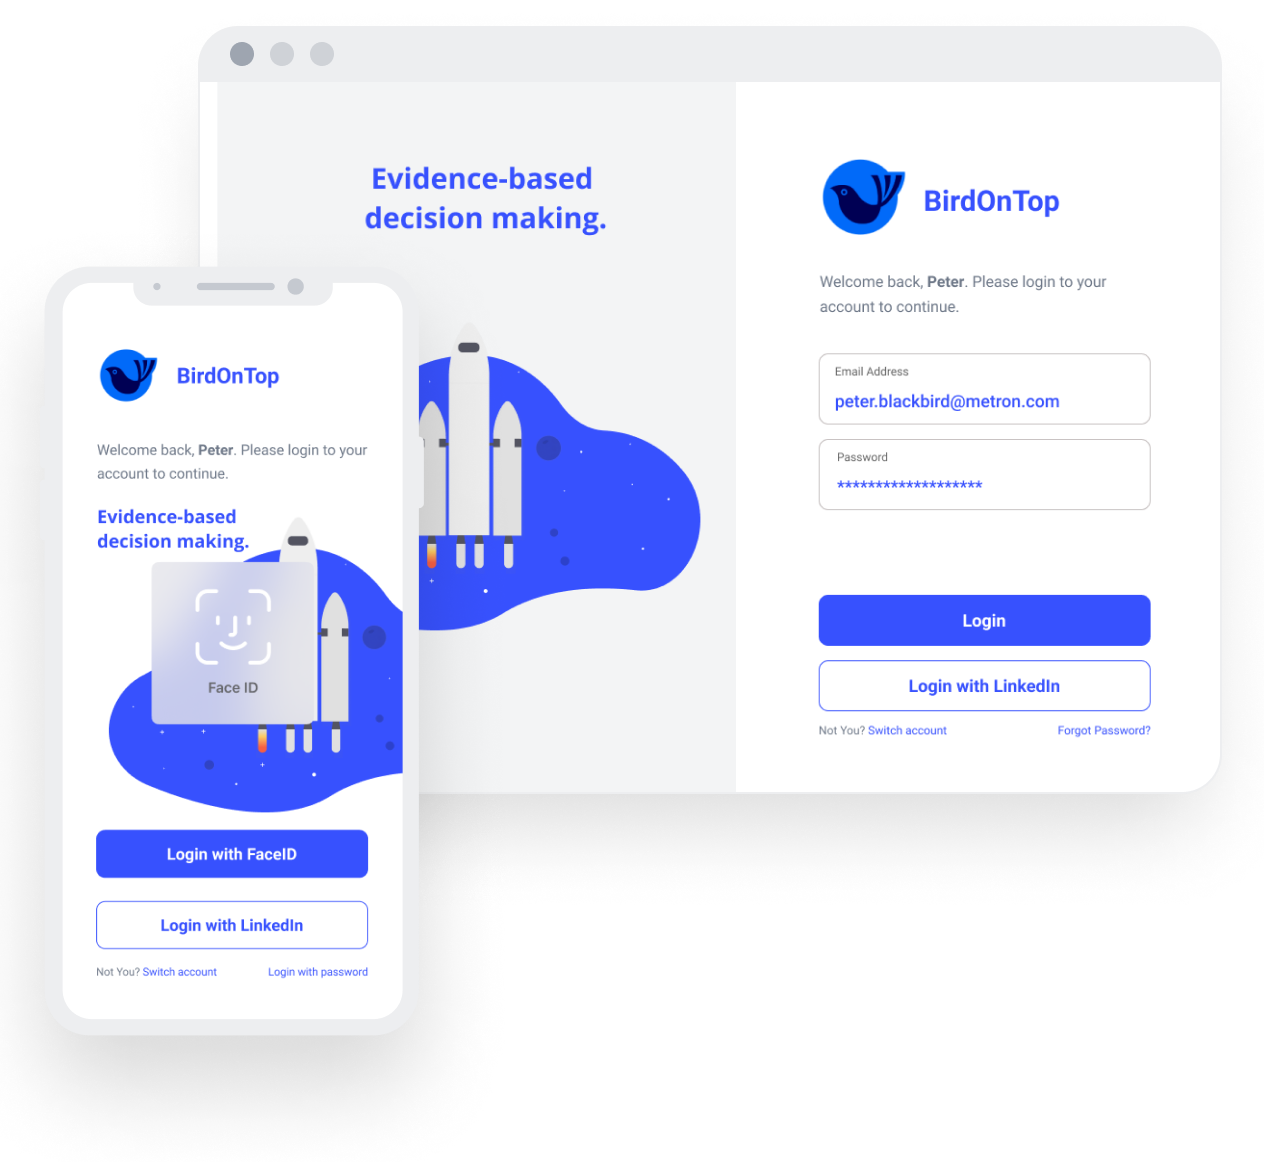 Evidence-based
decision making.
BirdOnTop
Welcome back, Peter. Please login to your
account to continue.
Email Address
peter.blackbird@metron.com
Password
*******************
Login
Login with LinkedIn
Not You? Switch account
Forgot Password?
BirdOnTop
Welcome back, Peter. Please login to your
account to continue.
Evidence-based
decision making.
Face ID
Login with FaceID
Login with LinkedIn
Not You? Switch account
Login with password